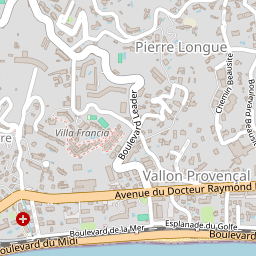 Pierre Longue
Chemin Beausite
Boulevard Leader
Boulevard Beau
Villa Francia
re
Vallon Provençal
Avenue du Docteur Raymond
Boulevard de la Mer
Esplanade du Golfe
Boulevard du Midi
Boulevard